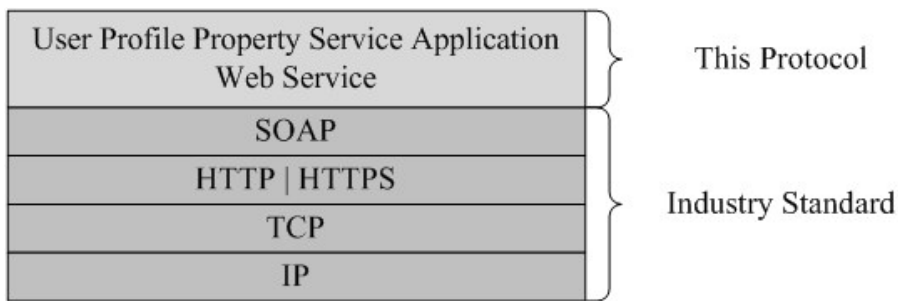 User Profile Property Service Application
Web Service
This Protocol
SOAP
HTTP | HTTPS
TCP
IP
Industry Standard